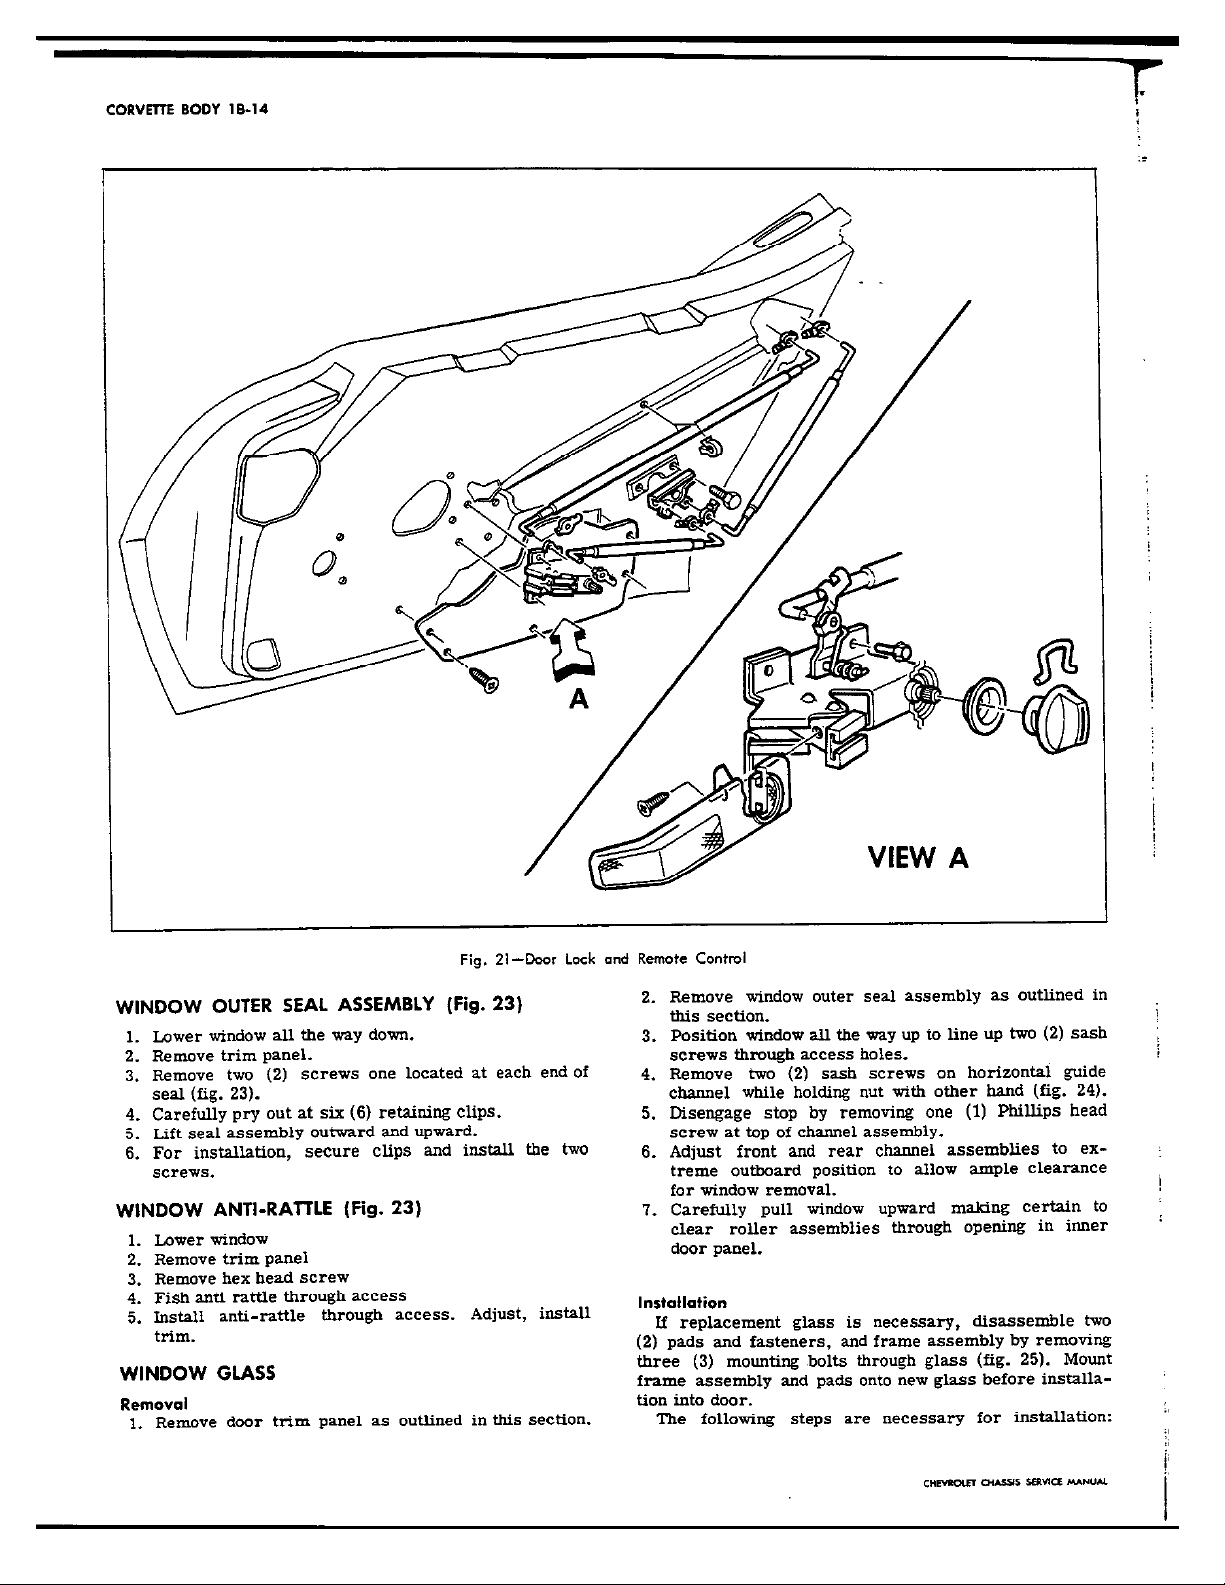 CORVETTE BODY 1B-14
A
VIEW A
Fig. 21—Door Lock and Remote Control
WINDOW OUTER SEAL ASSEMBLY (Fig. 23)
1. Lower window all the way down.
2. Remove trim panel.
3. Remove two (2) screws one located at each end of
seal (fig. 23).
4. Carefully pry out at six (6) retaining clips.
5. Lift seal assembly outward and upward.
6. For installation, secure clips and install the two
screws.
WINDOW ANTI-RATTLE (Fig. 23)
1. Lower window
2. Remove trim panel
3. Remove hex head screw
4. Fish anti rattle through access
5. Install anti-rattle through access. Adjust, install
trim.
WINDOW GLASS
Removal
1. Remove door trim panel as outlined in this section.
2. Remove window outer seal assembly as outlined in
this section.
3. Position window all the way up to line up two (2) sash
screws through access holes.
4. Remove two (2) sash screws on horizontal guide
channel while holding nut with other hand (fig. 24).
5. Disengage stop by removing one (1) Phillips head
screw at top of channel assembly.
6. Adjust front and rear channel assemblies to ex-
treme outboard position to allow ample clearance
for window removal.
7. Carefully pull window upward making certain to
clear roller assemblies through opening in inner
door panel.
Installation
If replacement glass is necessary, disassemble two
(2) pads and fasteners, and frame assembly by removing
three (3) mounting bolts through glass (fig. 25). Mount
frame assembly and pads onto new glass before installa-
tion into door.
The following steps are necessary for installation:
CHEVROLET CHASSIS SERVICE MANUAL